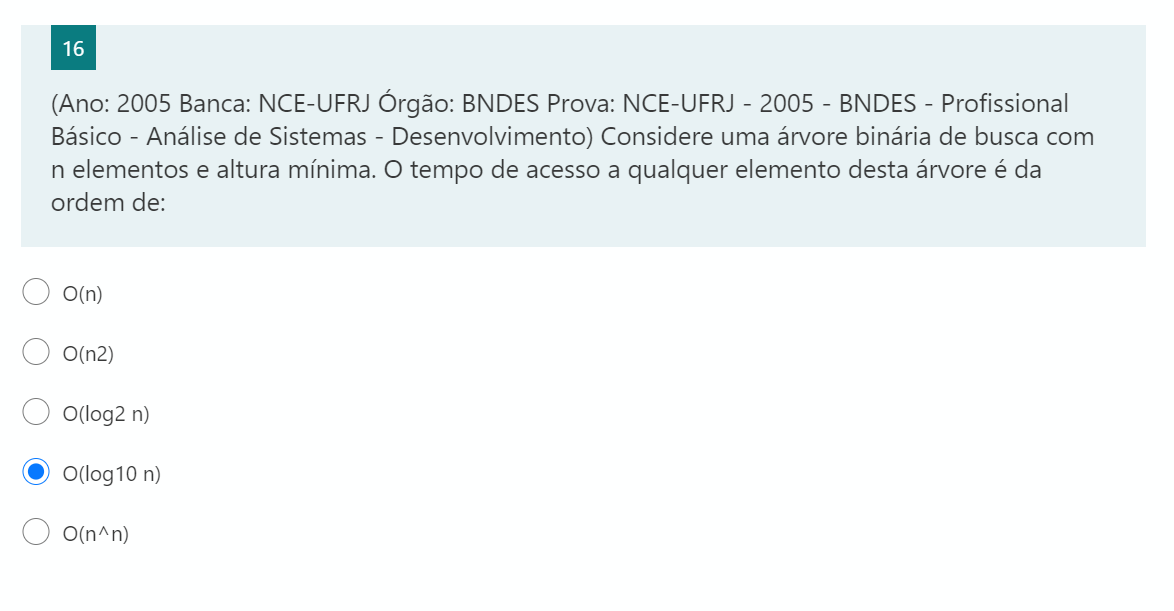 16
(Ano: 2005 Banca: NCE-UFRJ Órgão: BNDES Prova: NCE-UFRJ - 2005 - BNDES - Profissional
Básico - Análise de Sistemas - Desenvolvimento) Considere uma árvore binária de busca com
n elementos e altura mínima. O tempo de acesso a qualquer elemento desta árvore é da
ordem de:
O(n)
O(n2)
O(log2 n)
O(log10 n)
O(n^n)